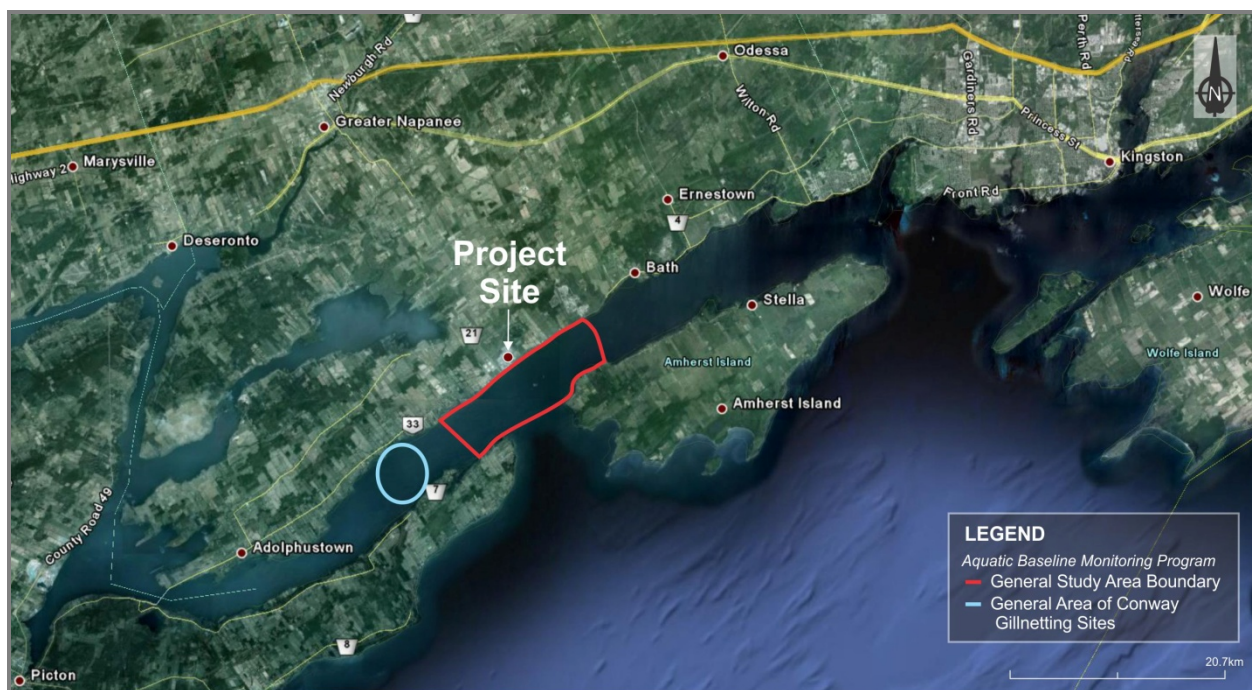 Newburgh Rd
Odessa
Gardiners Rd
Perth Rd
Greater Napanee
Wilton Rd
Princess St
Highway 2
Marysville
Kingston
Ernestown
Front Rd
4
Deseronto
Project
Site
Bath
Stella
Wolfe
21
Amherst Island
Wolfe Island
Amherst Island
33
7
County Road 49
Adolphustown
8
Picton
N
LEGEND
Aquatic Baseline Monitoring Program
General Study Area Boundary
General Area of Conway
Gillnetting Sites
20.7km